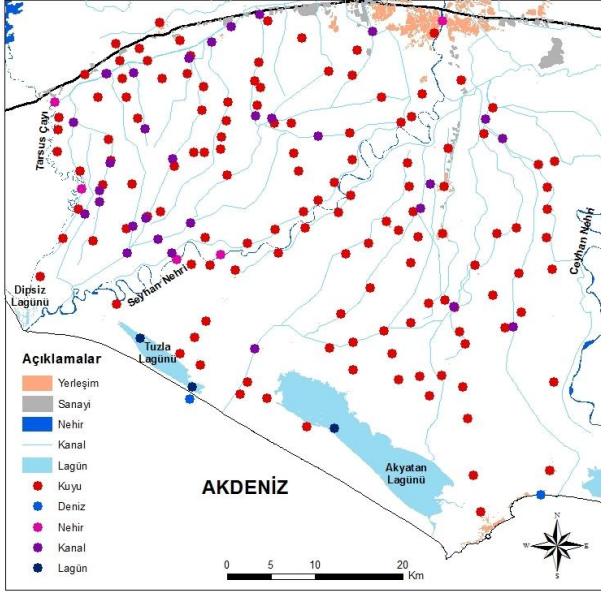 Tarsus Çayı
Ceyhan Nehri
Seyhan Nehri
Dipsiz
Lagünü
Tuzla
Lagünü
Açıklamalar
Yerleşim
Sanayi
Nehir
Kanal
Lagün
Kuyu
Deniz
Nehir
Kanal
Lagün
Akyatan
Lagünü
AKDENİZ
N
W E
S
0 5 10 20
Km